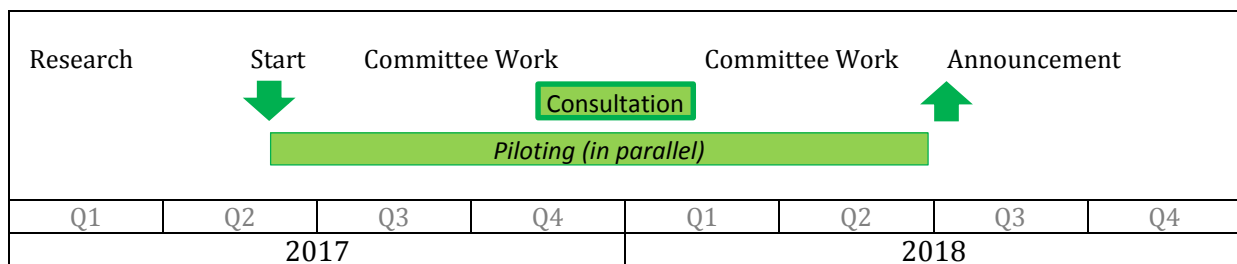 Research Start Committee Work Committee Work Announcement
Consultation
Piloting (in parallel)
Q1 Q2 Q3 Q4 Q1 Q2 Q3 Q4
2017 2018